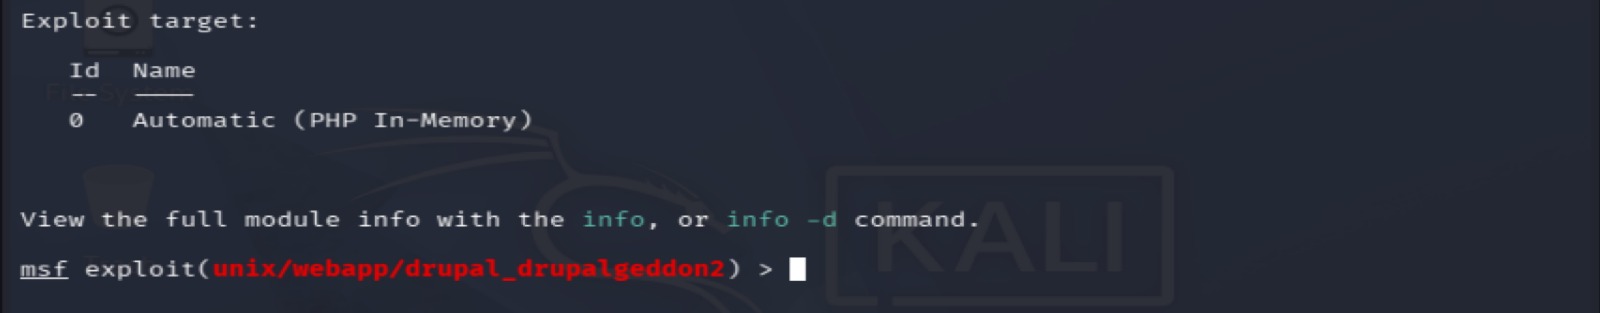 Exploit target:
Id Name
-- ----
0 Automatic (PHP In-Memory)
View the full module info with the info, or info -d command.
msf exploit(unix/webapp/drupal_drupalgeddon2) >
KALI